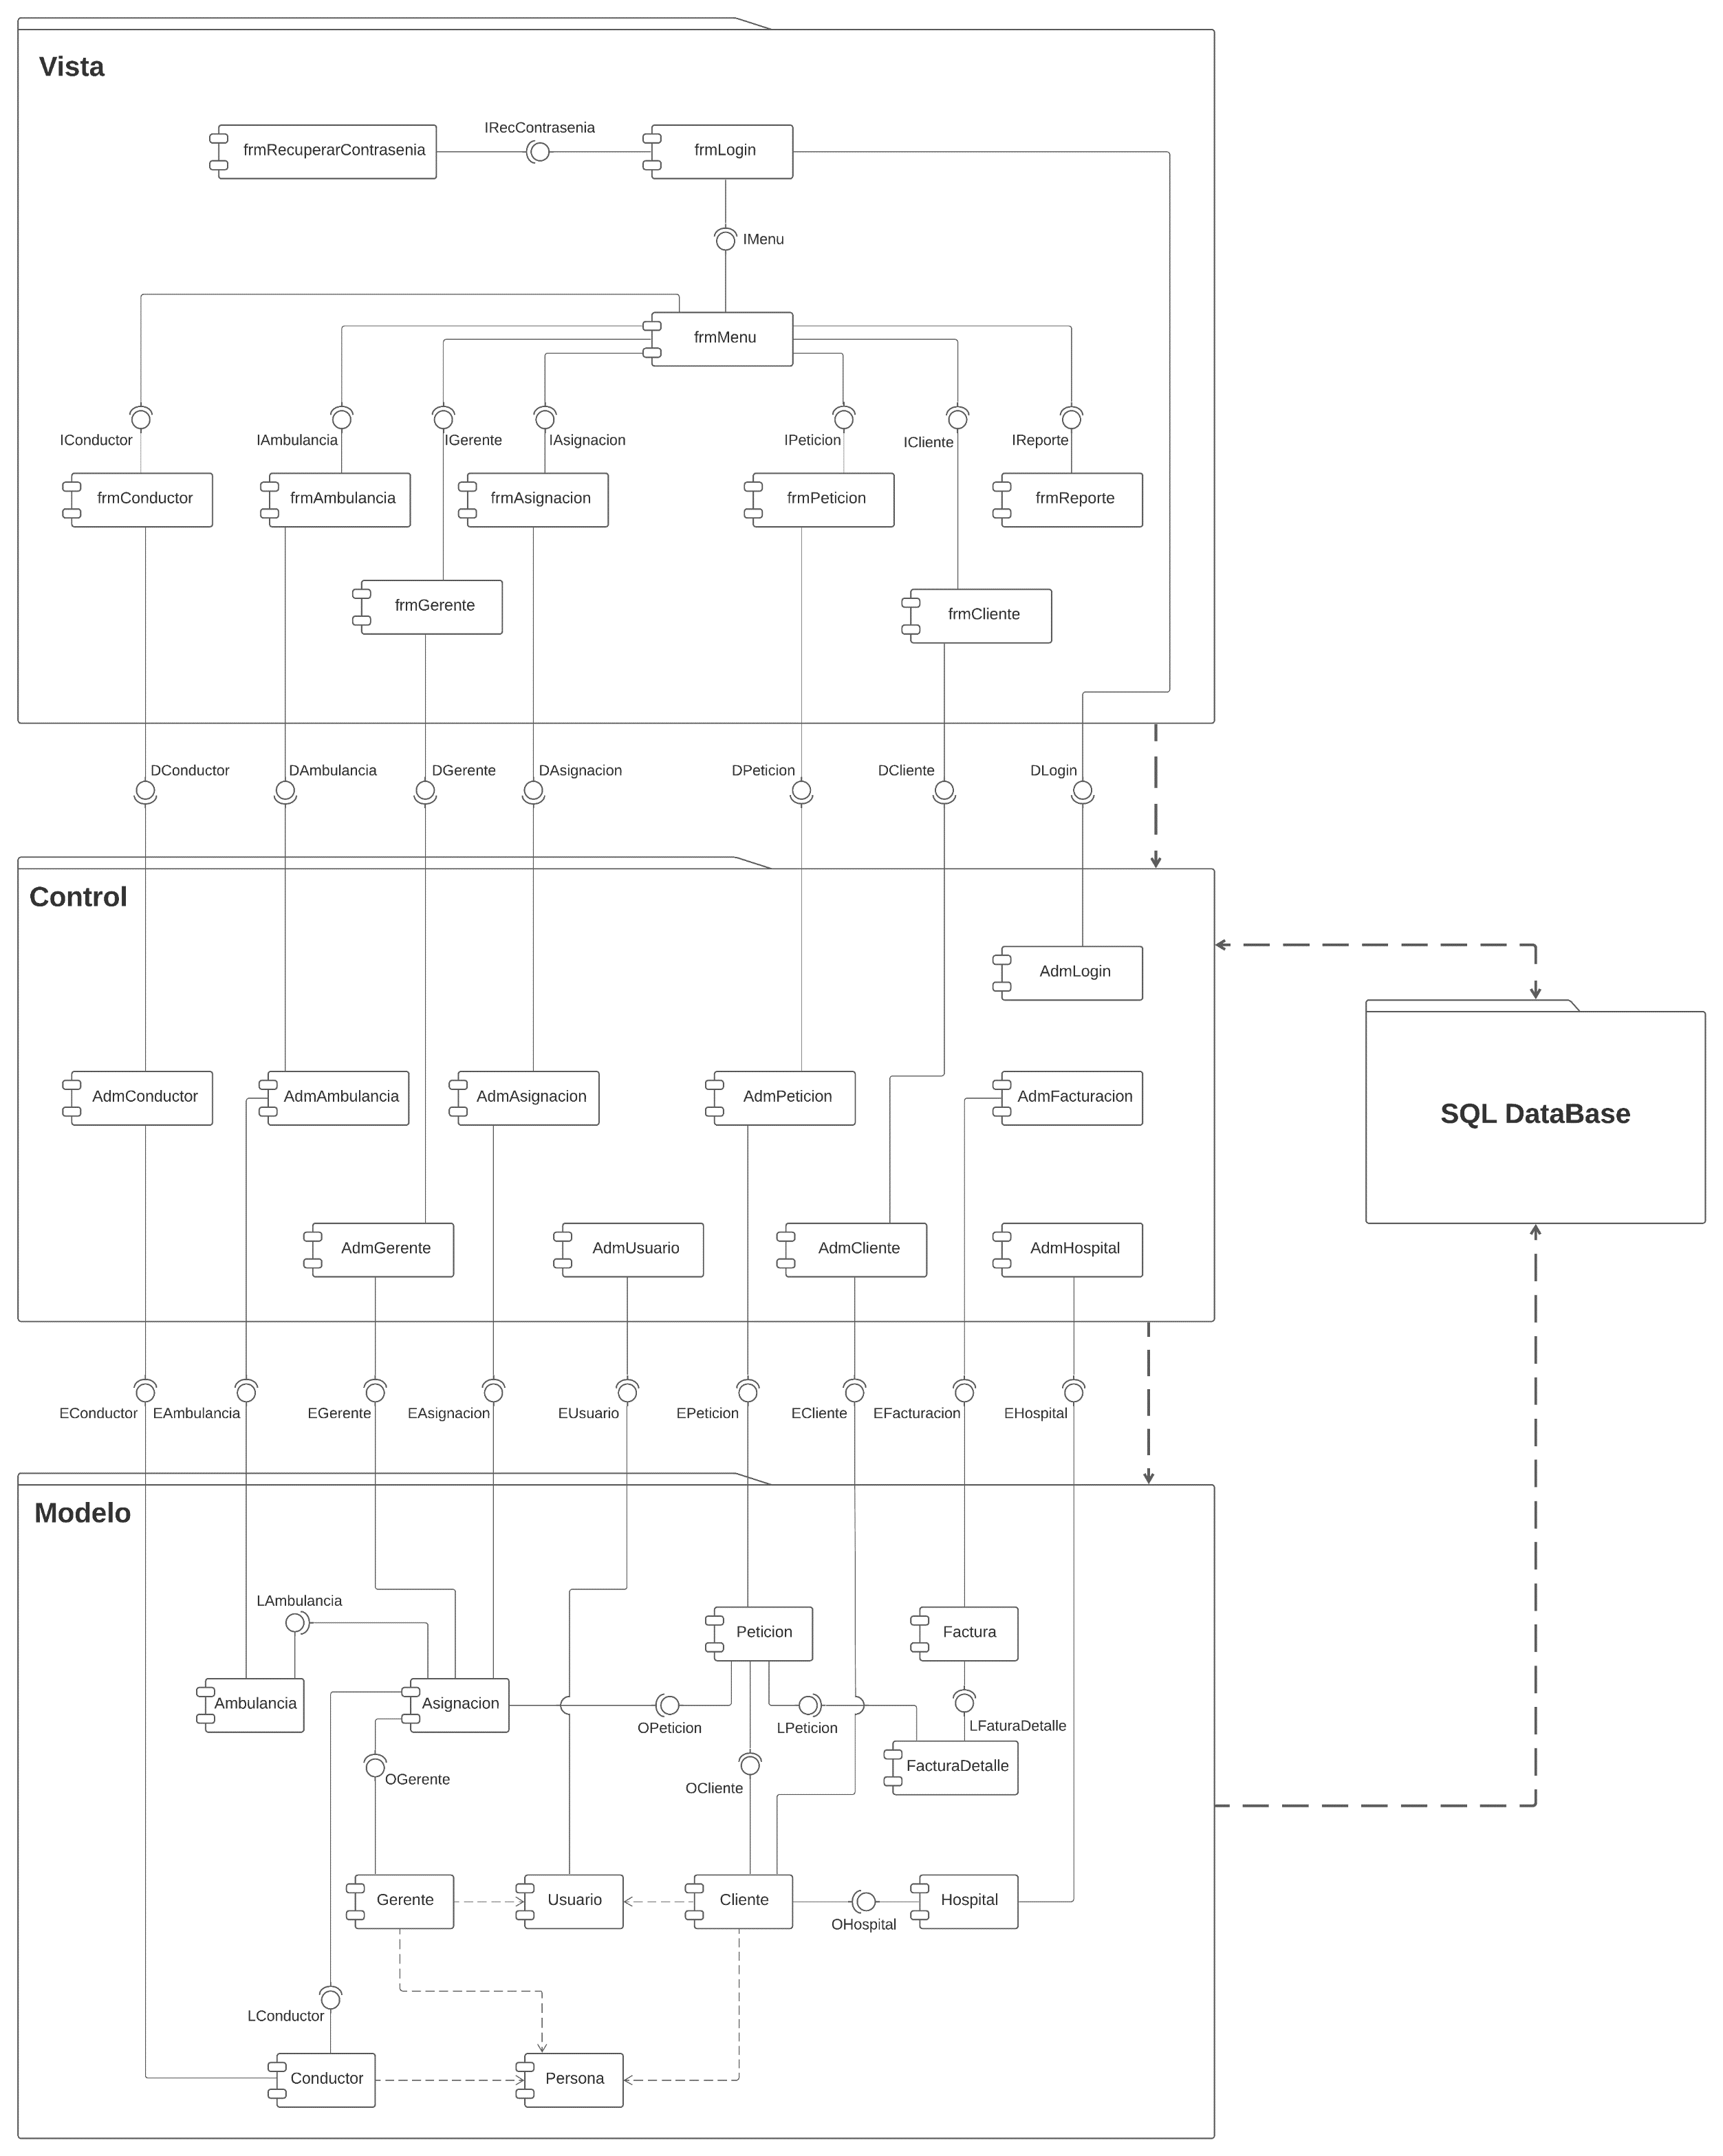 Vista
IRecContrasenia
frmRecuperarContrasenia
frmLogin
IMenu
frmMenu
IConductor
IAmbulancia
IGerente
IAsignacion
IPeticion
ICliente
IReporte
frmConductor
frmAmbulancia
frmAsignacion
frmPeticion
frmReporte
frmGerente
frmCliente
DConductor
DAmbulancia
DGerente
DAsignacion
DPeticion
DCliente
DLogin
Control
AdmLogin
AdmConductor
AdmAmbulancia
AdmAsignacion
AdmPeticion
AdmFacturacion
SQL DataBase
AdmGerente
AdmUsuario
AdmCliente
AdmHospital
EConductor
EAmbulancia
EGerente
EAsignacion
EUsuario
EPeticion
ECliente
EFacturacion
EHospital
Modelo
LAmbulancia
Peticion
Factura
Ambulancia
Asignacion
OPeticion
LPeticion
LFaturaDetalle
FacturaDetalle
OGerente
OCliente
Gerente
Usuario
Cliente
Hospital
OHospital
LConductor
Conductor
Persona